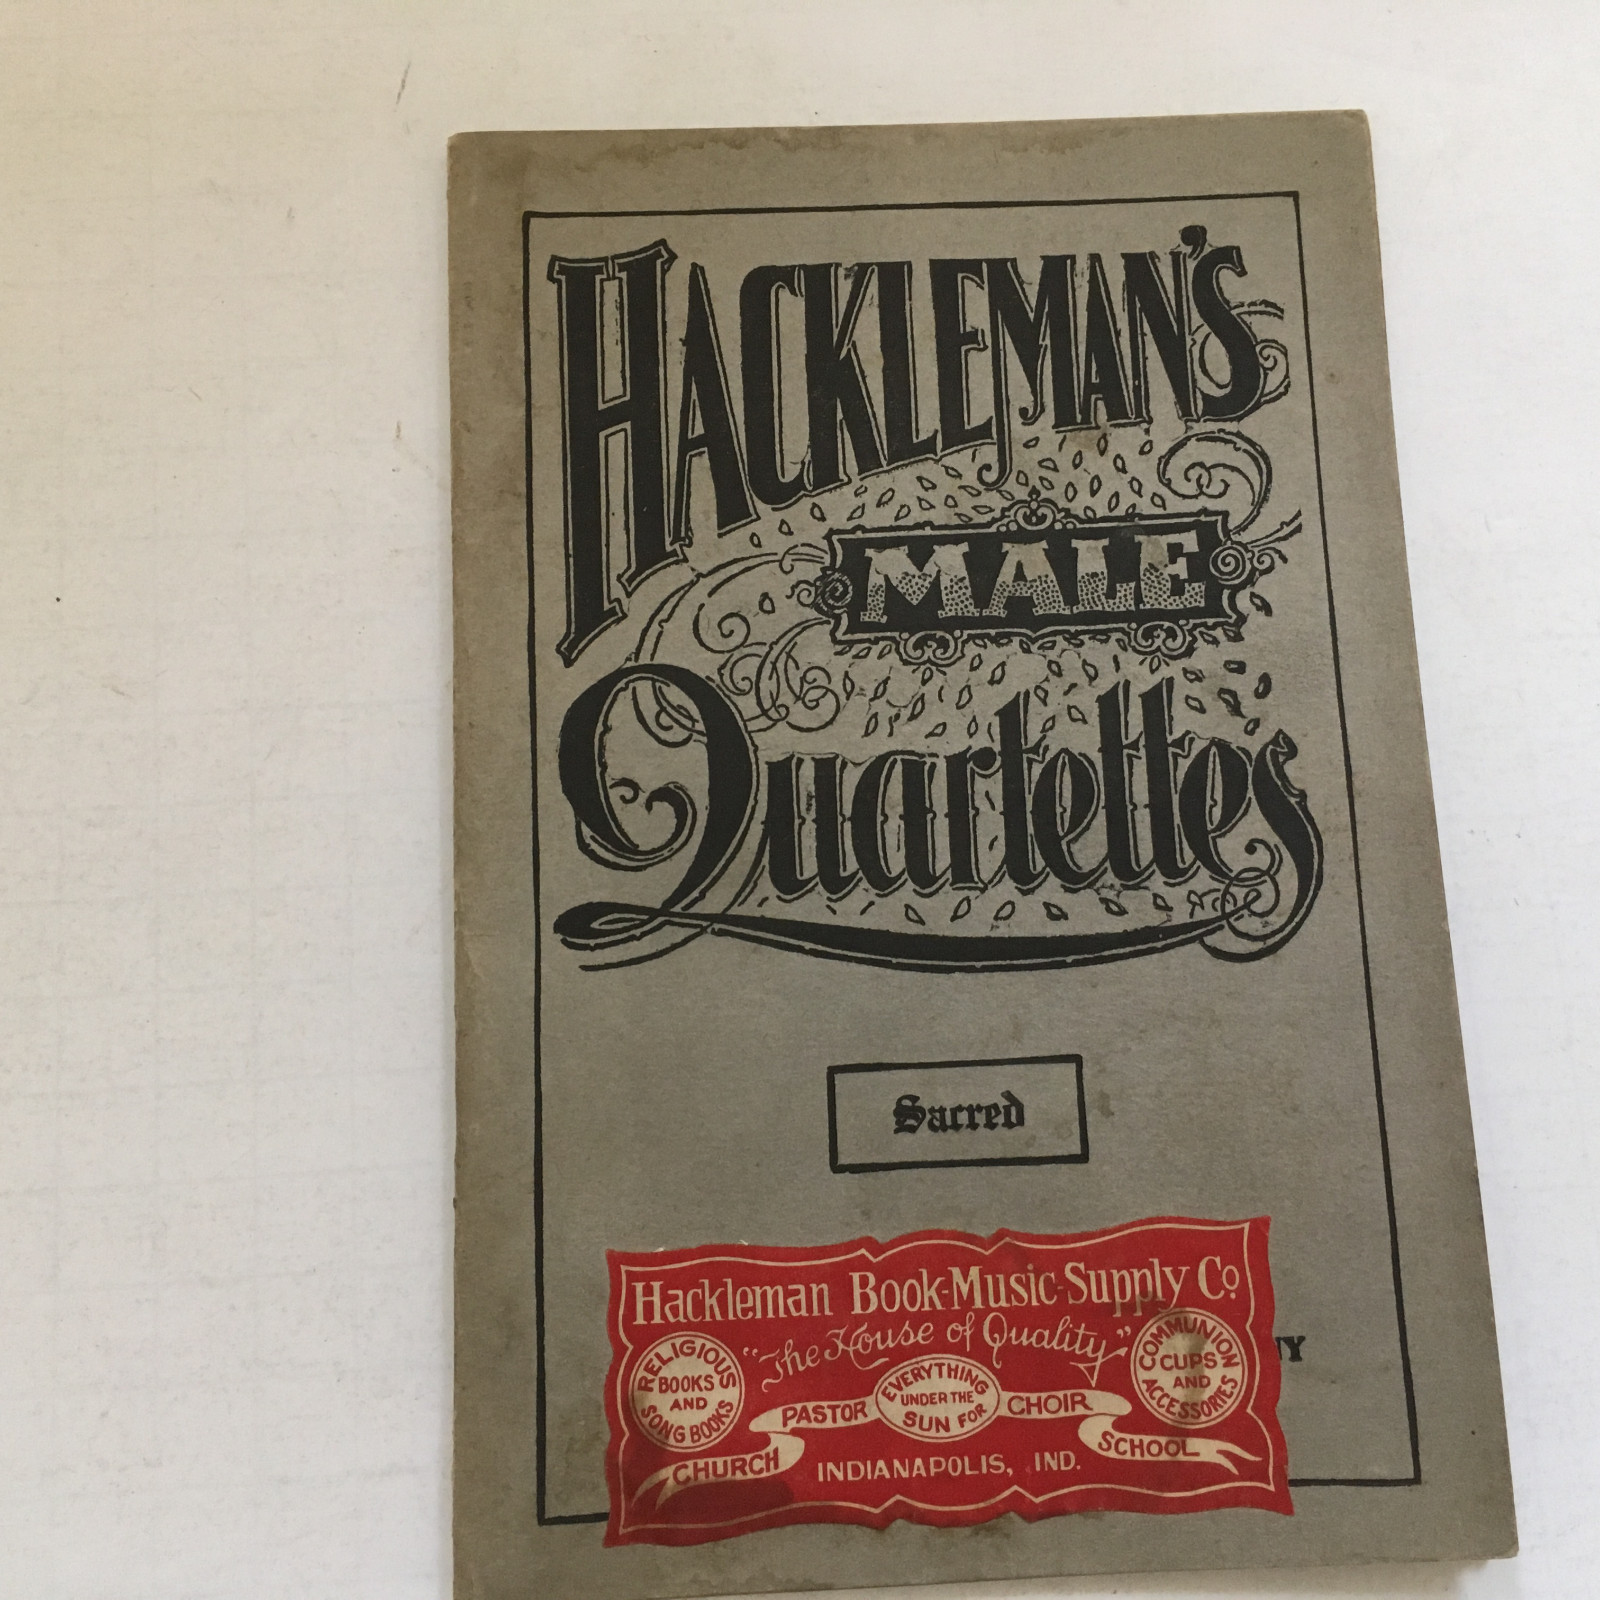 HACKLEMAN'S
MALE
Quartettes
Sacred
NY
Hackleman Book-Music-Supply Co.
"The House of Quality"
RELIGIOUS
BOOKS
AND
SONG BOOKS
COMMUNION
CUPS
AND
ACCESSORIES
EVERYTHING
UNDER THE
SUN FOR
CHURCH PASTOR CHOIR SCHOOL
INDIANAPOLIS, IND.